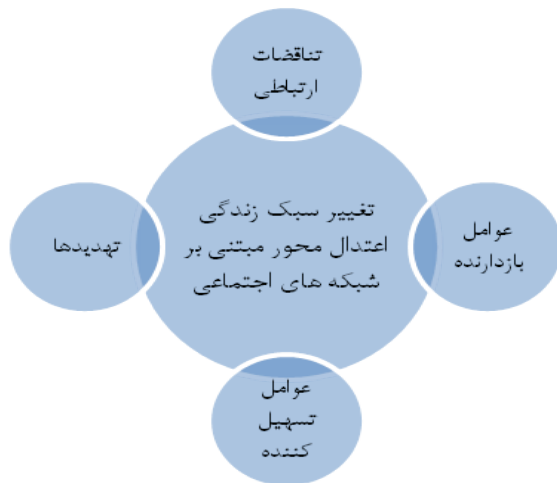 تناقضات
ارتباطی
تغییر سبک زندگی
اعتدال محور مبتنی بر
شبکه های اجتماعی
عوامل
بازدارنده
تهدیدها
عوامل
تسهیل
کننده